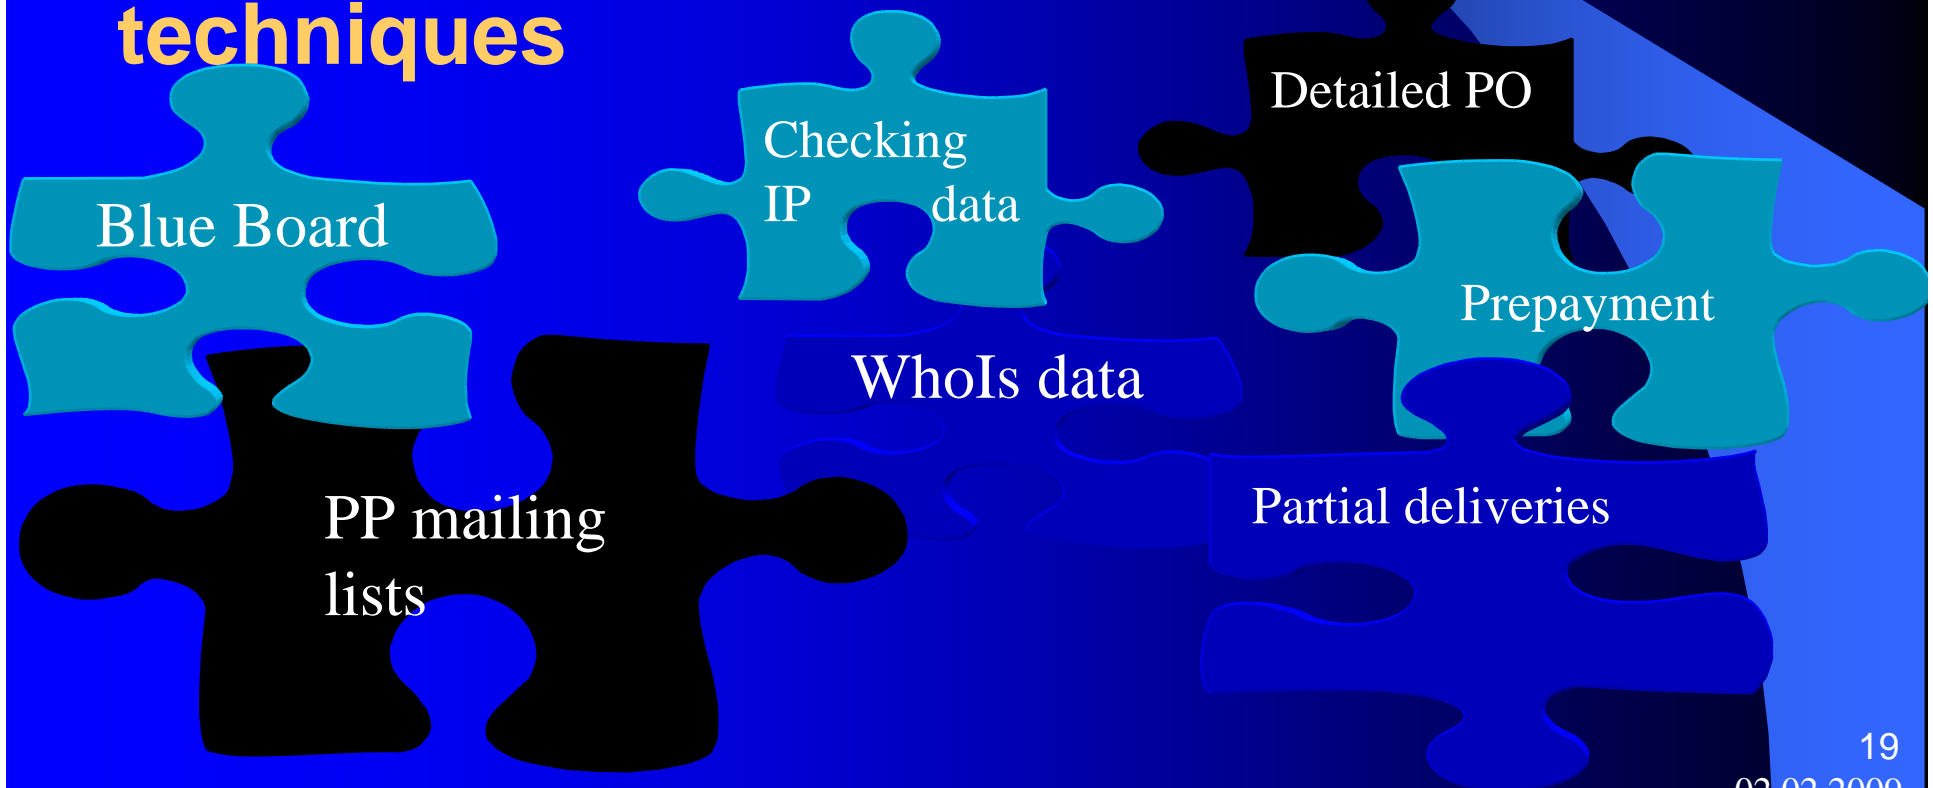 techniques
Detailed PO
Checking
IP data
Blue Board
Prepayment
WhoIs data
PP mailing
lists
Partial deliveries
19